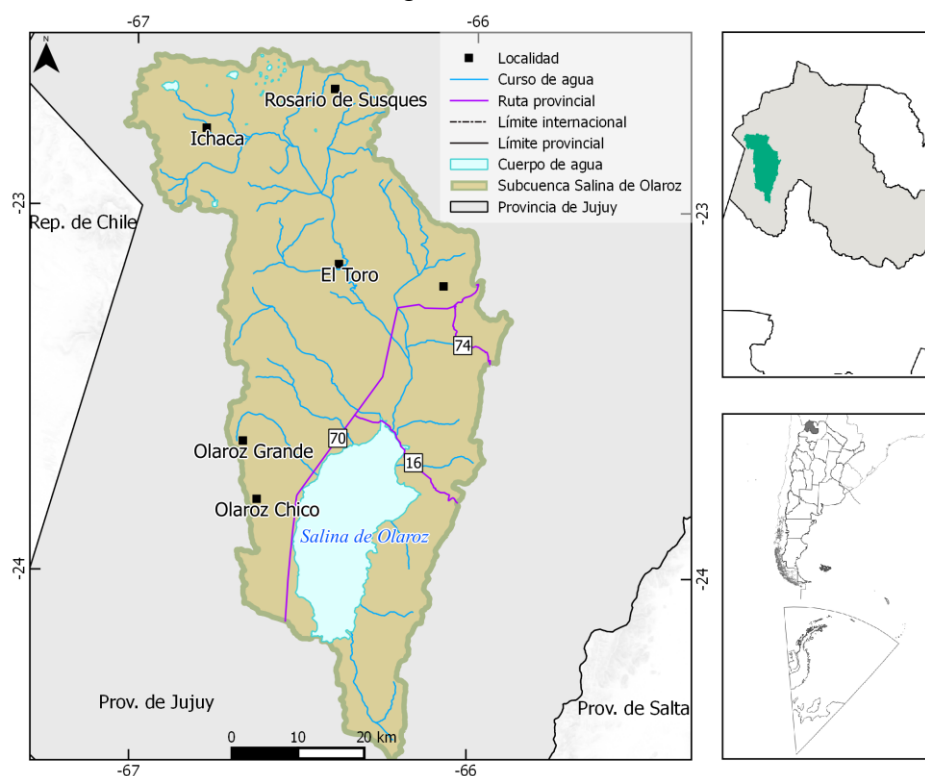 -67
-66
N
Localidad
Curso de agua
Ruta provincial
Límite internacional
Límite provincial
Cuerpo de agua
Subcuenca Salina de Olaroz
Provincia de Jujuy
Rosario de Susques
Ichaca
-23
-23
Rep. de Chile
El Toro
74
70
Olaroz Grande
16
Olaroz Chico
Salina de Olaroz
-24
-24
Prov. de Jujuy
Prov. de Salta
0 10 20 km
-67
-66